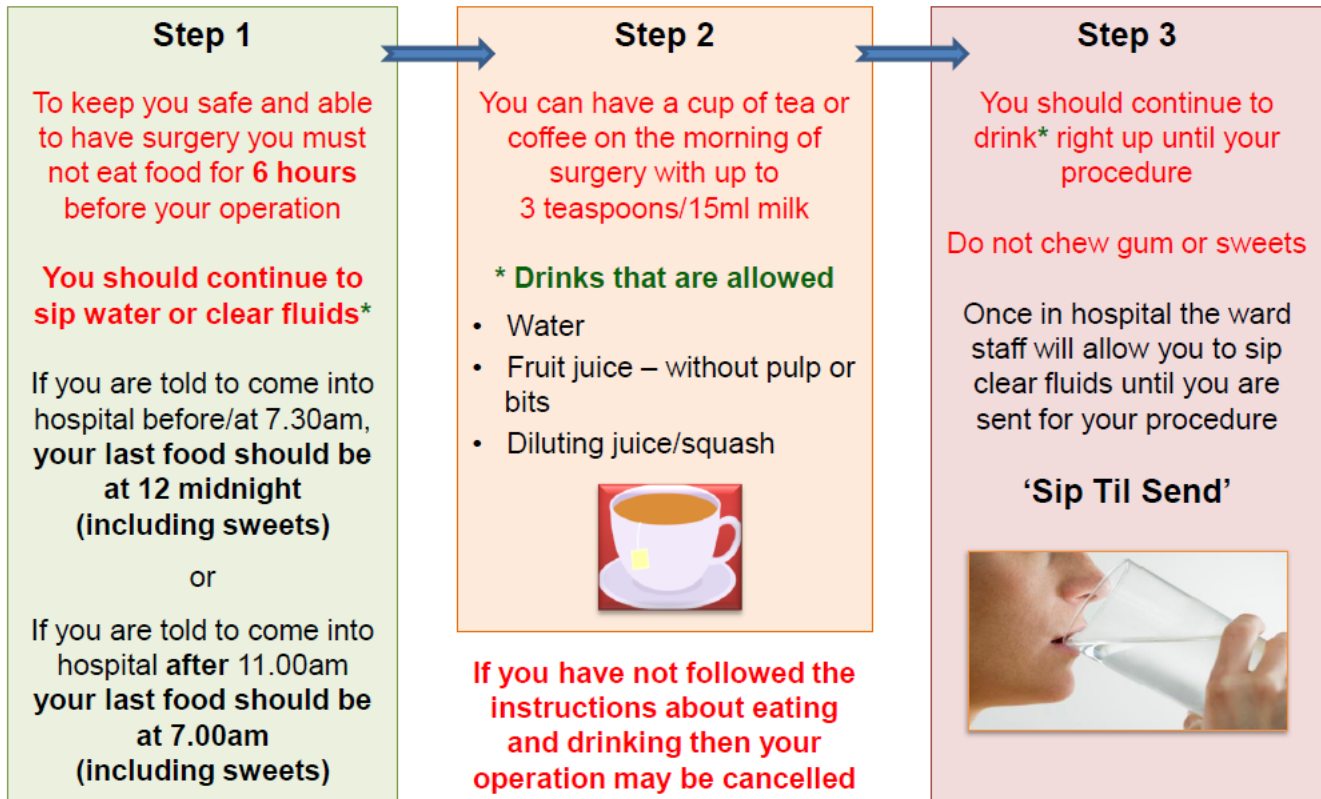 Step 1
To keep you safe and able
to have surgery you must
not eat food for 6 hours
before your operation
You should continue to
sip water or clear fluids*
If you are told to come into
hospital before/at 7.30am,
your last food should be
at 12 midnight
(including sweets)
or
If you are told to come into
hospital after 11.00am
your last food should be
at 7.00am
(including sweets)
Step 2
You can have a cup of tea or
coffee on the morning of
surgery with up to
3 teaspoons/15ml milk
* Drinks that are allowed
• Water
• Fruit juice – without pulp or
bits
• Diluting juice/squash
If you have not followed the
instructions about eating
and drinking then your
operation may be cancelled
Step 3
You should continue to
drink* right up until your
procedure
Do not chew gum or sweets
Once in hospital the ward
staff will allow you to sip
clear fluids until you are
sent for your procedure
‘Sip Til Send’